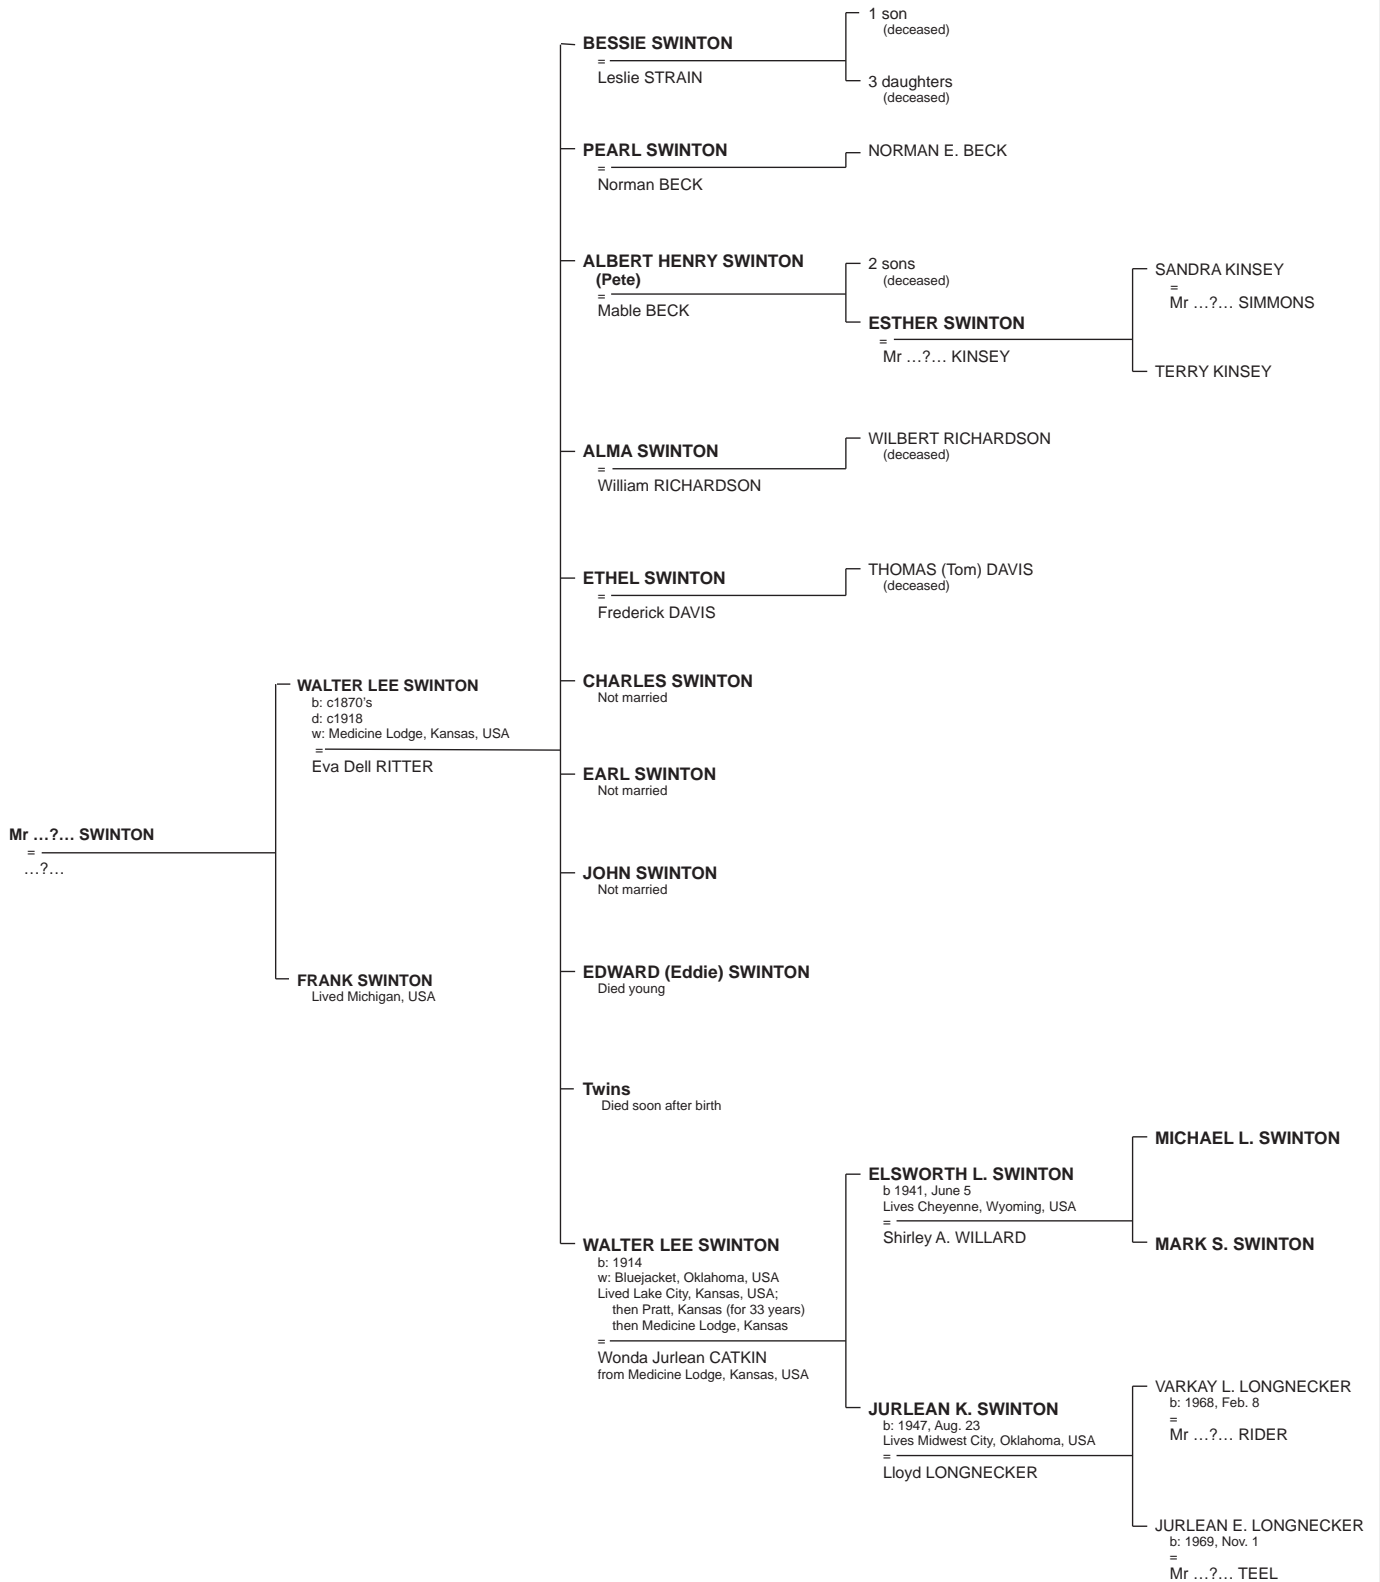 Mr …?… SWINTON
=
…?…
WALTER LEE SWINTON
b: c1870's
d: c1918
w: Medicine Lodge, Kansas, USA
=
Eva Dell RITTER
FRANK SWINTON
Lived Michigan, USA
BESSIE SWINTON
=
Leslie STRAIN
1 son
(deceased)
3 daughters
(deceased)
PEARL SWINTON
=
Norman BECK
NORMAN E. BECK
ALBERT HENRY SWINTON
(Pete)
=
Mable BECK
2 sons
(deceased)
ESTHER SWINTON
=
Mr …?… KINSEY
SANDRA KINSEY
=
Mr …?… SIMMONS
TERRY KINSEY
ALMA SWINTON
=
William RICHARDSON
WILBERT RICHARDSON
(deceased)
ETHEL SWINTON
=
Frederick DAVIS
THOMAS (Tom) DAVIS
(deceased)
CHARLES SWINTON
Not married
EARL SWINTON
Not married
JOHN SWINTON
Not married
EDWARD (Eddie) SWINTON
Died young
Twins
Died soon after birth
WALTER LEE SWINTON
b: 1914
w: Bluejacket, Oklahoma, USA
Lived Lake City, Kansas, USA;
then Pratt, Kansas (for 33 years)
then Medicine Lodge, Kansas
=
Wonda Jurlean CATKIN
from Medicine Lodge, Kansas, USA
ELSWORTH L. SWINTON
b 1941, June 5
Lives Cheyenne, Wyoming, USA
=
Shirley A. WILLARD
MICHAEL L. SWINTON
MARK S. SWINTON
JURLEAN K. SWINTON
b: 1947, Aug. 23
Lives Midwest City, Oklahoma, USA
=
Lloyd LONGNECKER
VARKAY L. LONGNECKER
b: 1968, Feb. 8
=
Mr …?… RIDER
JURLEAN E. LONGNECKER
b: 1969, Nov. 1
=
Mr …?… TEEL